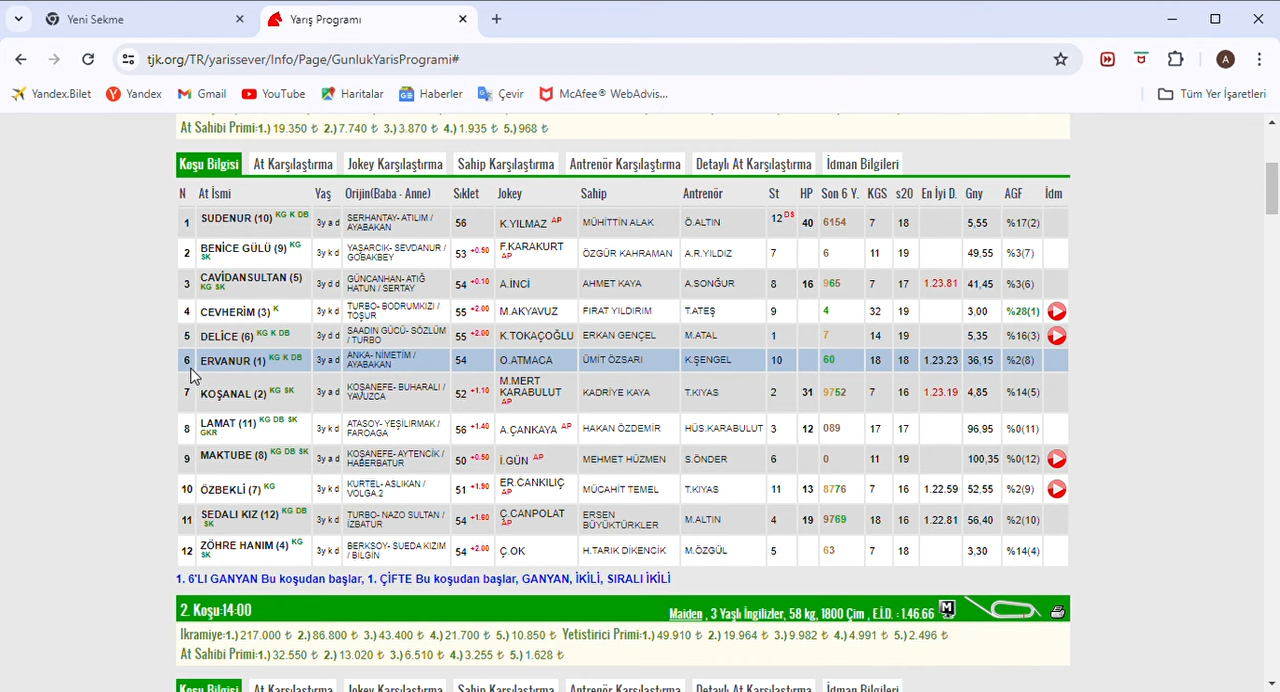 Yeni Sekme
Yarış Programı
tjk.org/TR/yarissever/Info/Page/GunlukYarisProgrami#
A
Yandex.Bilet Yandex Gmail YouTube Haritalar Haberler Çevir McAfee® WebAdvis... Tüm Yer İşaretleri
At Sahibi Primi:1.) 19.350 ₺ 2.) 7.740 ₺ 3.) 3.870 ₺ 4.) 1.935 ₺ 5.) 968 ₺
Koşu Bilgisi At Karşılaştırma Jokey Karşılaştırma Sahip Karşılaştırma Antrenör Karşılaştırma Detaylı At Karşılaştırma İdman Bilgileri
N At İsmi Yaş Orijin(Baba - Anne) Sıklet Jokey Sahip Antrenör St HP Son 6 Y. KGS s20 En İyi D. Gny AGF İdm
1 SUDENUR (10) KG K DB 3y a d SERHANTAY- ATILIM / AYABAKAN 56 K.YILMAZ AP MÜHİTTİN ALAK Ö.ALTIN 12 DS 40 6154 7 18 5,55 %17(2)
2 BENİCE GÜLÜ (9) KG SK 3y k d YAŞARCIK- SEVDANUR / GÖBAKBEY 53 +0.50 F.KARAKURT AP ÖZGÜR KAHRAMAN A.R.YILDIZ 7 6 11 19 49,55 %3(7)
3 CAVİDANSULTAN (5) KG SK 3y d d GÜNCANHAN- ATIĞ HATUN / SERTAY 54 +0.10 A.İNCİ AHMET KAYA A.SONĞUR 8 16 965 7 17 1.23.81 41,45 %3(6)
4 CEVHERİM (3) K 3y k d TURBO- BODRUMKIZI / TOŞUR 55 +2.00 M.AKYAVUZ FIRAT YILDIRIM T.ATEŞ 9 4 32 19 3,00 %28(1)
5 DELİCE (6) KG K DB 3y d d SAADIN GÜCÜ- SÖZLÜM / TURBO 55 +2.00 K.TOKAÇOĞLU ERKAN GENÇEL M.ATAL 1 7 14 19 5,35 %16(3)
6 ERVANUR (1) KG K DB 3y a d ANKA- NİMETİM / AYABAKAN 54 O.ATMACA ÜMİT ÖZSARI K.ŞENGEL 10 60 18 18 1.23.23 36,15 %2(8)
7 KOŞANAL (2) KG SK 3y a d KOŞANEFE- BUHARALI / YAVUZCA 52 +1.10 M.MERT KARABULUT AP KADRİYE KAYA T.KIYAS 2 31 9752 7 16 1.23.19 4,85 %14(5)
8 LAMAT (11) KG DB SK GKR 3y k d ATASOY- YEŞİLIRMAK / FAROAGA 56 +1.40 A.ÇANKAYA AP HAKAN ÖZDEMİR HÜS.KARABULUT 3 12 089 17 17 96,95 %0(11)
9 MAKTUBE (8) KG DB SK 3y a d KOŞANEFE- AYTENCİK / HABERBATUR 50 +0.50 İ.GÜN AP MEHMET HÜZMEN S.ÖNDER 6 0 11 19 100,35 %0(12)
10 ÖZBEKLİ (7) KG 3y k d KURTEL- ASLIKAN / VOLGA.2 51 +1.90 ER.CANKILIÇ AP MÜCAHİT TEMEL T.KIYAS 11 13 8776 7 16 1.22.59 52,55 %2(9)
11 SEDALI KIZ (12) KG DB SK 3y k d TURBO- NAZO SULTAN / İZBATUR 54 +1.60 Ç.CANPOLAT AP ERSEN BÜYÜKTÜRKLER M.ALTIN 4 19 9769 18 16 1.22.81 56,40 %2(10)
12 ZÖHRE HANIM (4) KG SK 3y k d BERKSOY- SUEDA KIZIM / BİLGİN 54 +2.00 Ç.OK H.TARIK DİKENCİK M.ÖZGÜL 5 63 7 18 3,30 %14(4)
1. 6'LI GANYAN Bu koşudan başlar, 1. ÇİFTE Bu koşudan başlar, GANYAN, İKİLİ, SIRALI İKİLİ
2. Koşu:14:00 Maiden , 3 Yaşlı İngilizler, 58 kg, 1800 Çim , E.İ.D. : 1.46.66 M
İkramiye:1.) 217.000 ₺ 2.) 86.800 ₺ 3.) 43.400 ₺ 4.) 21.700 ₺ 5.) 10.850 ₺ Yetistirici Primi:1.) 49.910 ₺ 2.) 19.964 ₺ 3.) 9.982 ₺ 4.) 4.991 ₺ 5.) 2.496 ₺
At Sahibi Primi:1.) 32.550 ₺ 2.) 13.020 ₺ 3.) 6.510 ₺ 4.) 3.255 ₺ 5.) 1.628 ₺
Koşu Bilgisi At Karşılaştırma Jokey Karşılaştırma Sahip Karşılaştırma Antrenör Karşılaştırma Detaylı At Karşılaştırma İdman Bilgileri